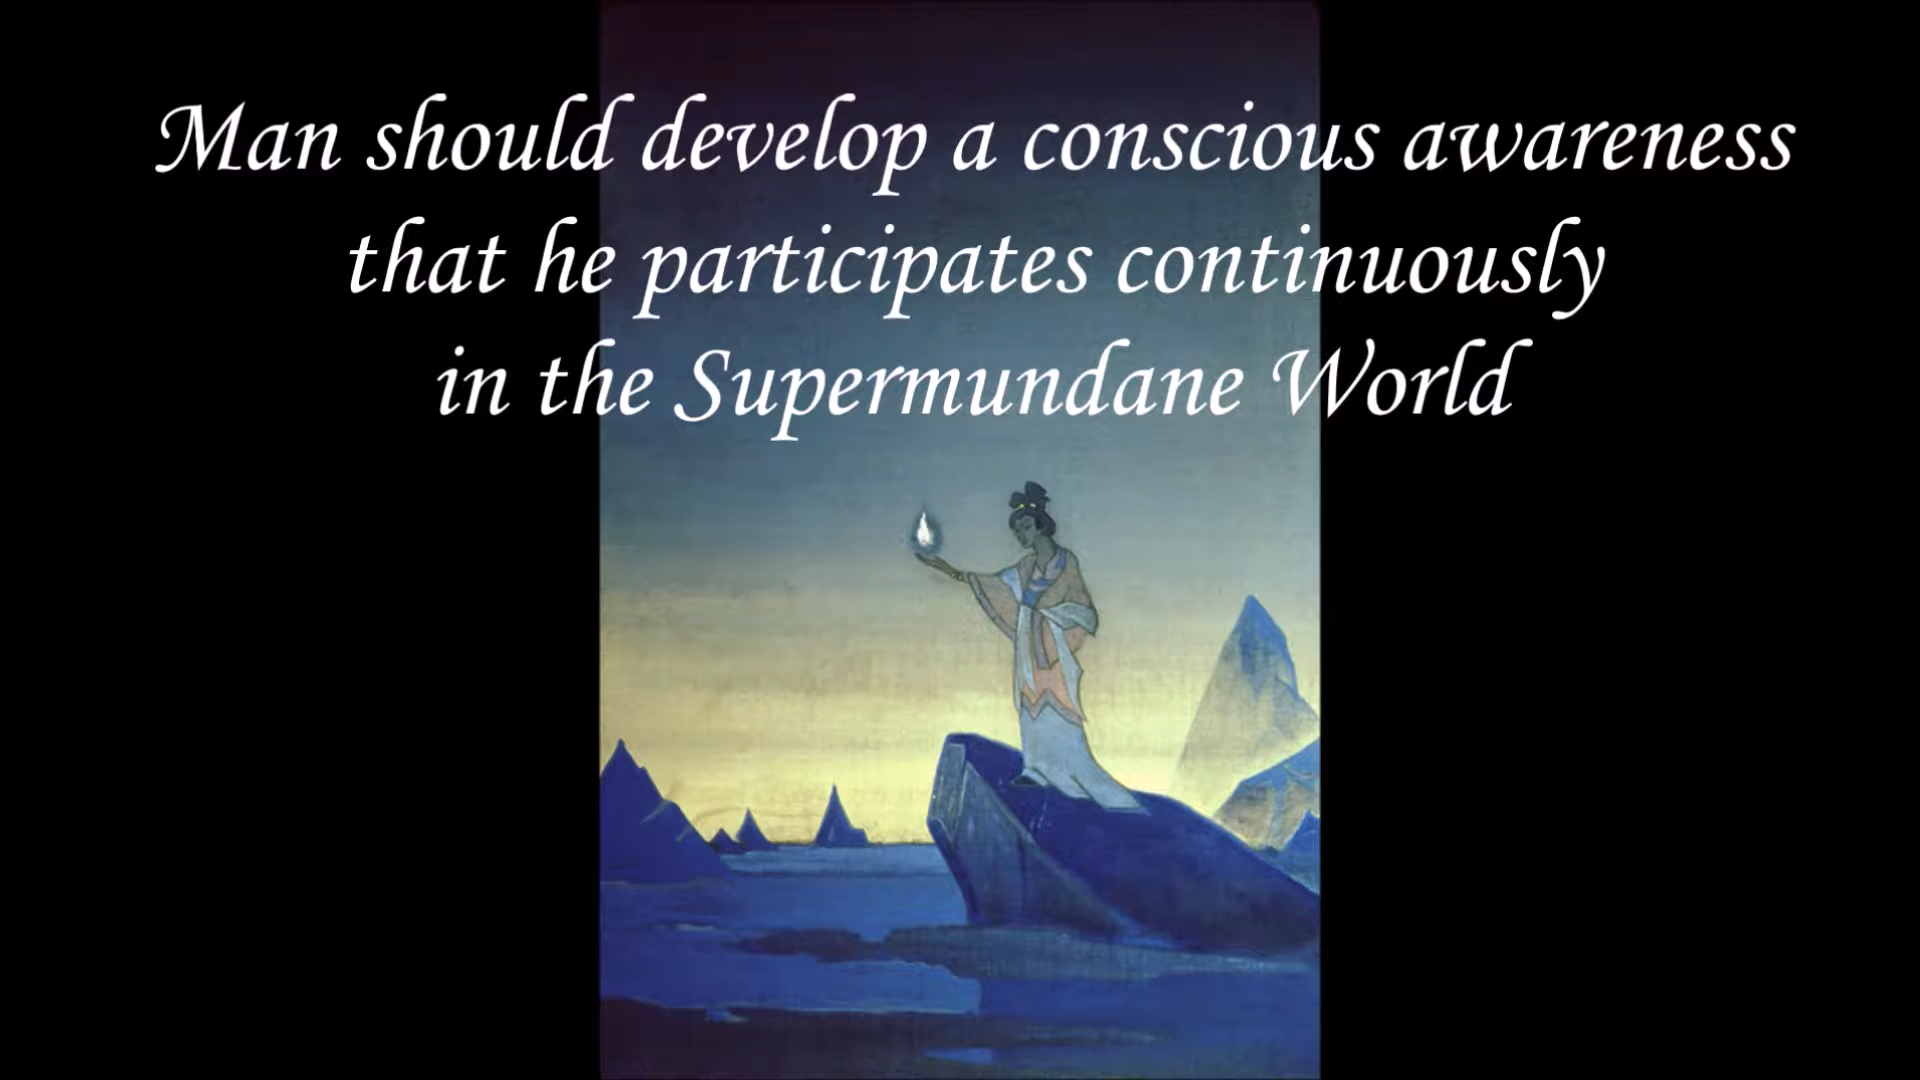 Man should develop a conscious awareness
that he participates continuously
in the Supermundane World